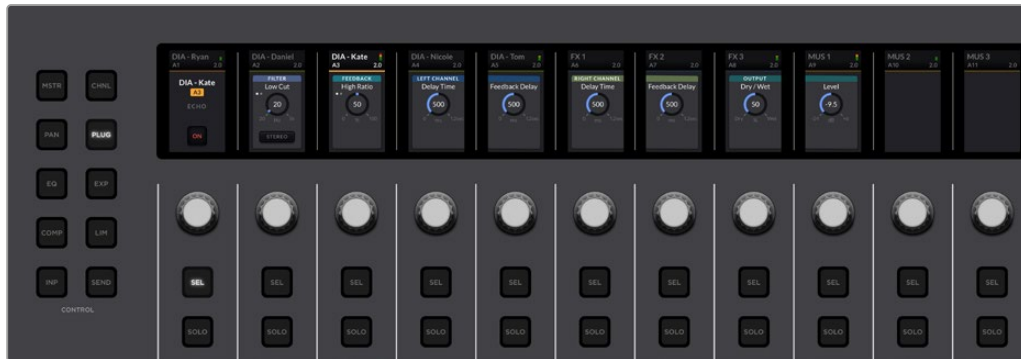 DIA - Ryan
A1 2.0
DIA - Daniel
A2 2.0
DIA - Kate
A3 2.0
DIA - Nicole
A4 2.0
DIA - Tom
A5 2.0
FX 1
A6 2.0
FX 2
A7 2.0
FX 3
A8 2.0
MUS 1
A9 2.0
MUS 2
A10 2.0
MUS 3
A11 2.0
DIA - Kate
A3
ECHO
ON
FILTER
Low Cut
20
STEREO
FEEDBACK
High Ratio
50
LEFT CHANNEL
Delay Time
500
Feedback Delay
500
RIGHT CHANNEL
Delay Time
500
Feedback Delay
500
OUTPUT
Dry / Wet
50
Level
-9.5
MSTR CHNL
PAN PLUG
EQ EXP
COMP LIM
INP SEND
CONTROL
SEL SEL SEL SEL SEL SEL SEL SEL SEL SEL SEL
SOLO SOLO SOLO SOLO SOLO SOLO SOLO SOLO SOLO SOLO SOLO